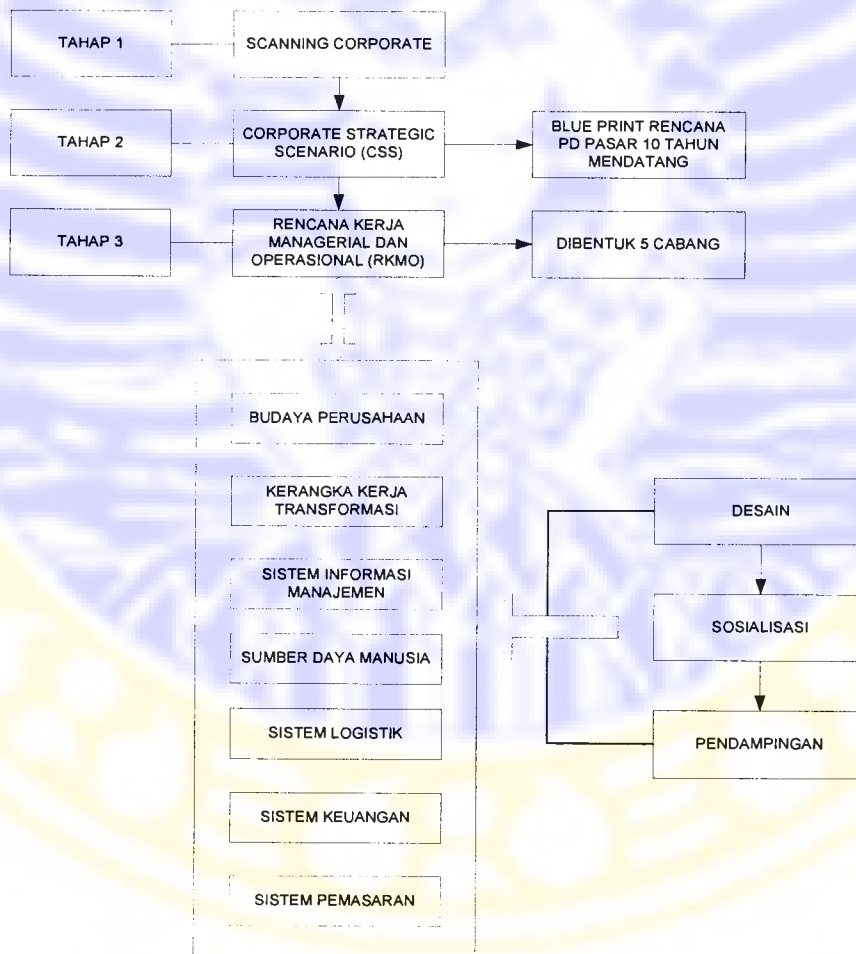 TAHAP 1
SCANNING CORPORATE
TAHAP 2
CORPORATE STRATEGIC
SCENARIO (CSS)
BLUE PRINT RENCANA
PD PASAR 10 TAHUN
MENDATANG
TAHAP 3
RENCANA KERJA
MANAGERIAL DAN
OPERASIONAL (RKMO)
DIBENTUK 5 CABANG
BUDAYA PERUSAHAAN
KERANGKA KERJA
TRANSFORMASI
SISTEM INFORMASI
MANAJEMEN
SUMBER DAYA MANUSIA
SISTEM LOGISTIK
SISTEM KEUANGAN
SISTEM PEMASARAN
DESAIN
SOSIALISASI
PENDAMPINGAN